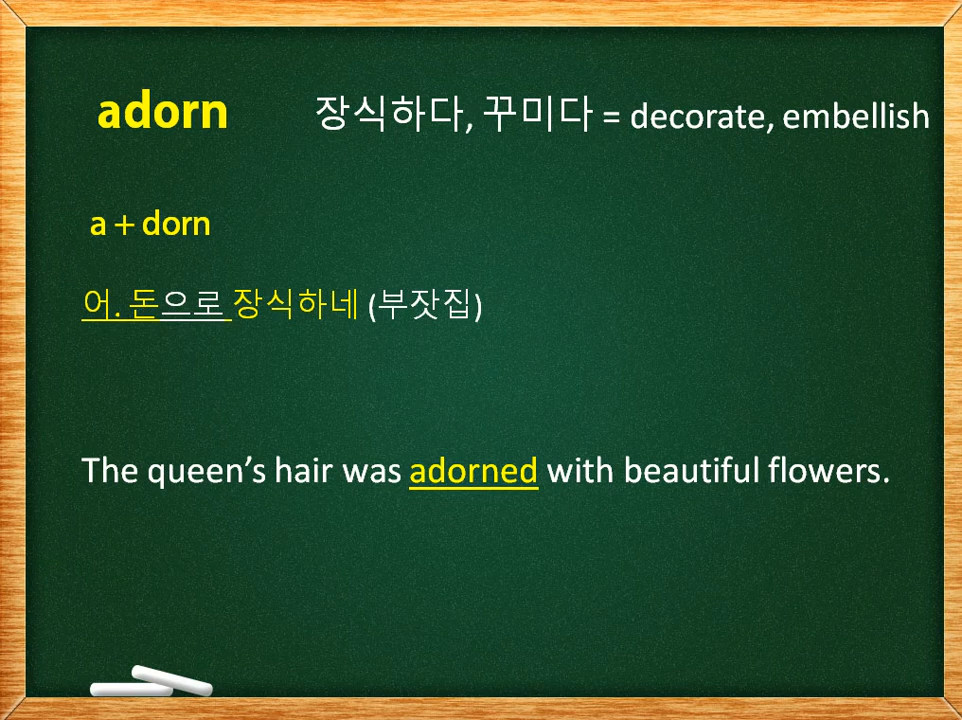 adorn 장식하다, 꾸미다 = decorate, embellish
a + dorn
어. 돈으로 장식하네 (부잣집)
The queen’s hair was adorned with beautiful flowers.